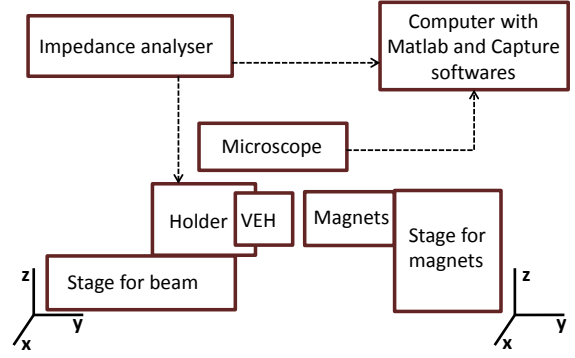 Impedance analyser
Computer with
Matlab and Capture
softwares
Microscope
Holder
VEH
Magnets
Stage for
magnets
Stage for beam
z
y
x
z
y
x